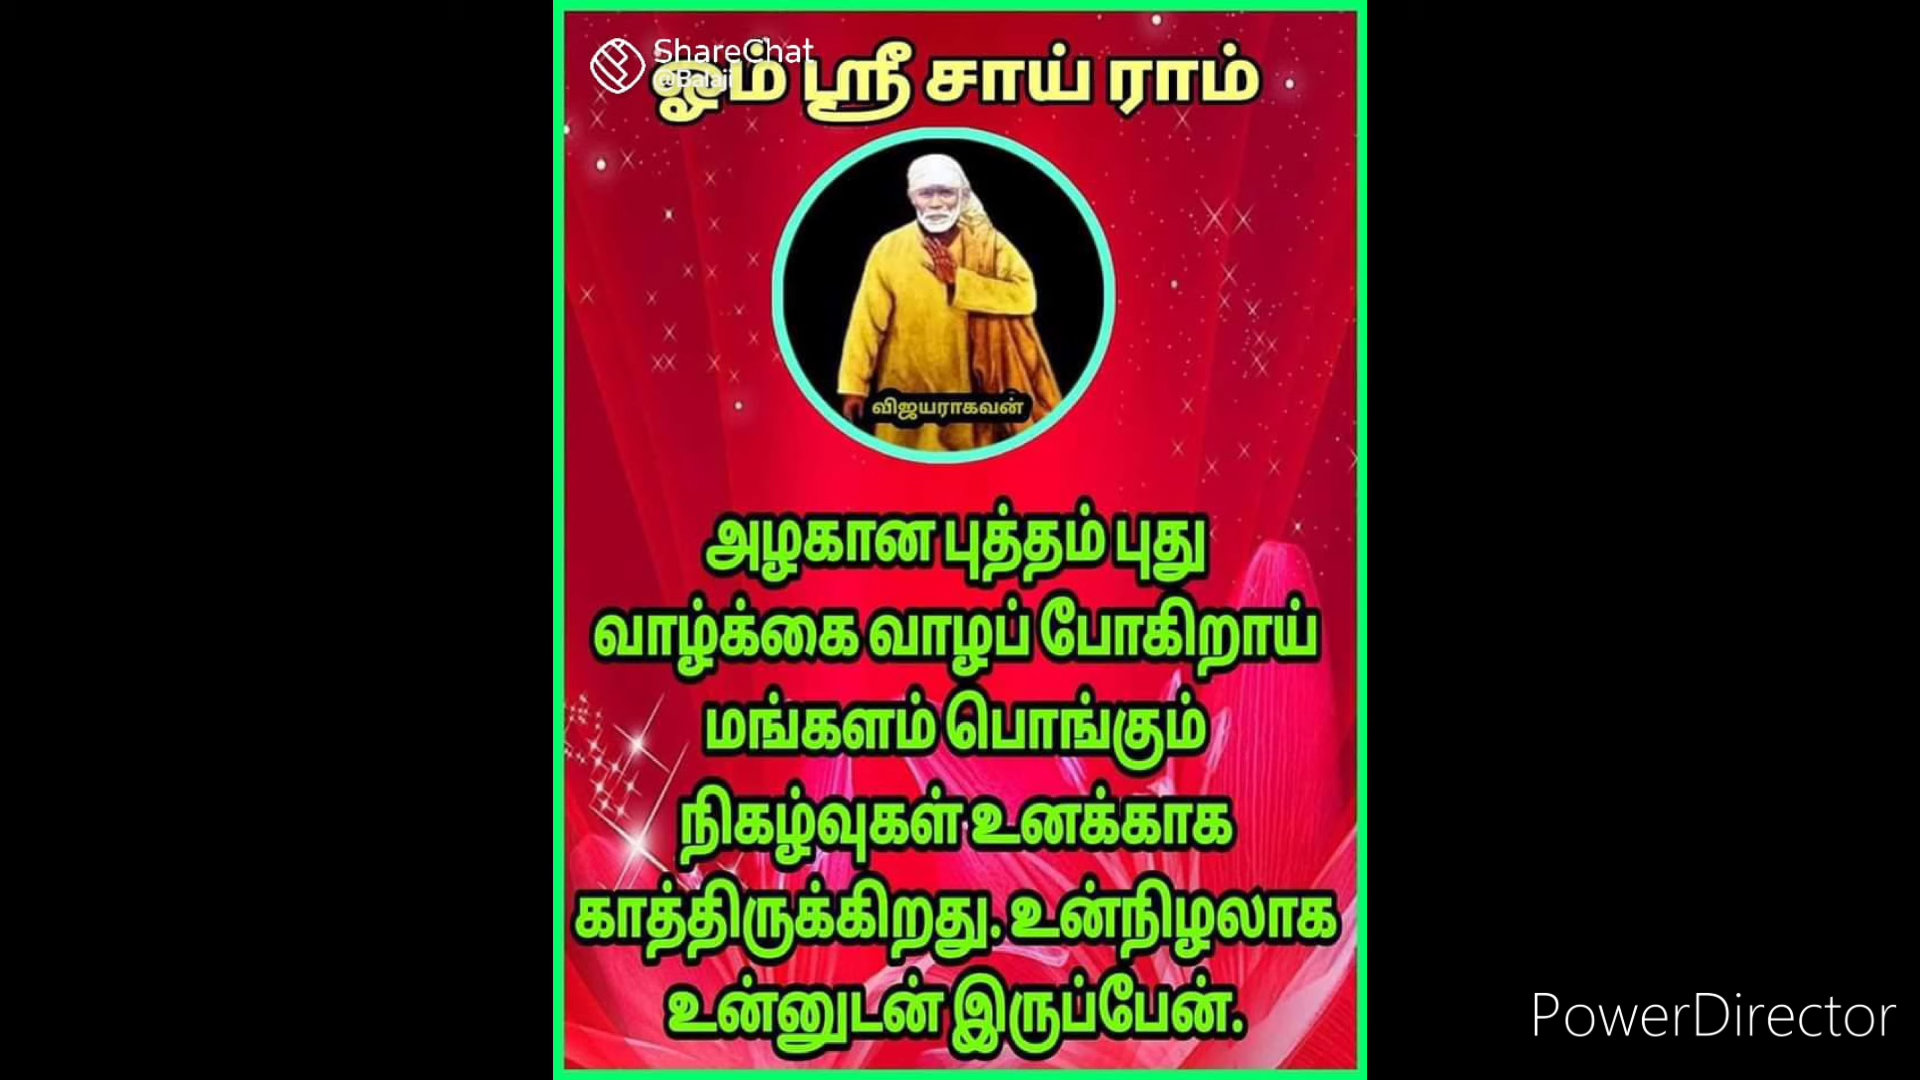 ShareChat
@Balaji
ஓம் ஸ்ரீ சாய் ராம்
விஜயராகவன்
அழகான புத்தம் புது
வாழ்க்கை வாழப் போகிறாய்
மங்களம் பொங்கும்
நிகழ்வுகள் உனக்காக
காத்திருக்கிறது. உன்நிழலாக
உன்னுடன் இருப்பேன்.
PowerDirector